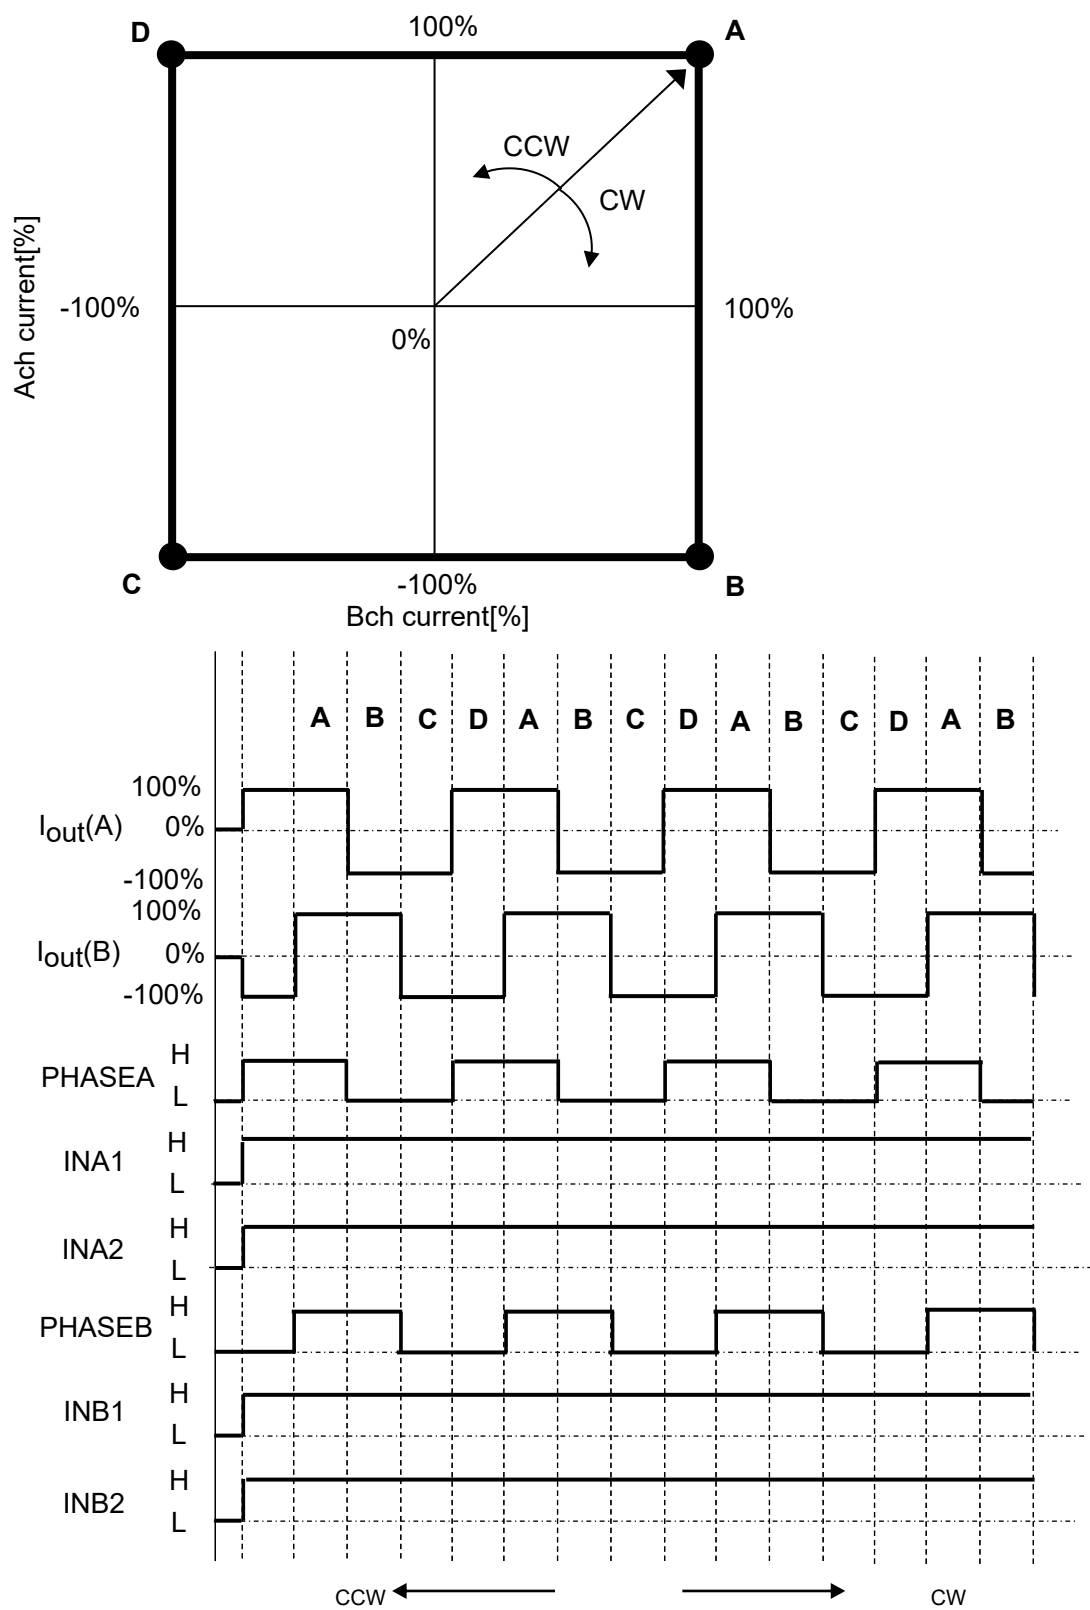 D
100%
A
CCW
CW
Ach current[%]
-100%
100%
0%
C
-100%
B
Bch current[%]
A B C D A B C D A B C D A B
100%
Iout(A) 0%
-100%
100%
Iout(B) 0%
-100%
H
PHASEA
L
H
INA1
L
H
INA2
L
H
PHASEB
L
H
INB1
L
H
INB2
L
CCW CW